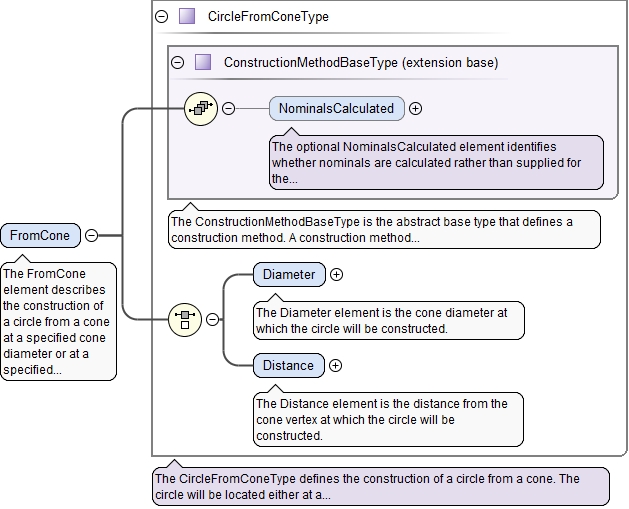 CircleFromConeType
ConstructionMethodBaseType (extension base)
NominalsCalculated
The optional NominalsCalculated element identifies
whether nominals are calculated rather than supplied for
the...
The ConstructionMethodBaseType is the abstract base type that defines a
construction method. A construction method...
FromCone
The FromCone
element describes
the construction of
a circle from a cone
at a specified cone
diameter or at a
specified...
Diameter
The Diameter element is the cone diameter at
which the circle will be constructed.
Distance
The Distance element is the distance from the
cone vertex at which the circle will be
constructed.
The CircleFromConeType defines the construction of a circle from a cone. The
circle will be located either at a...